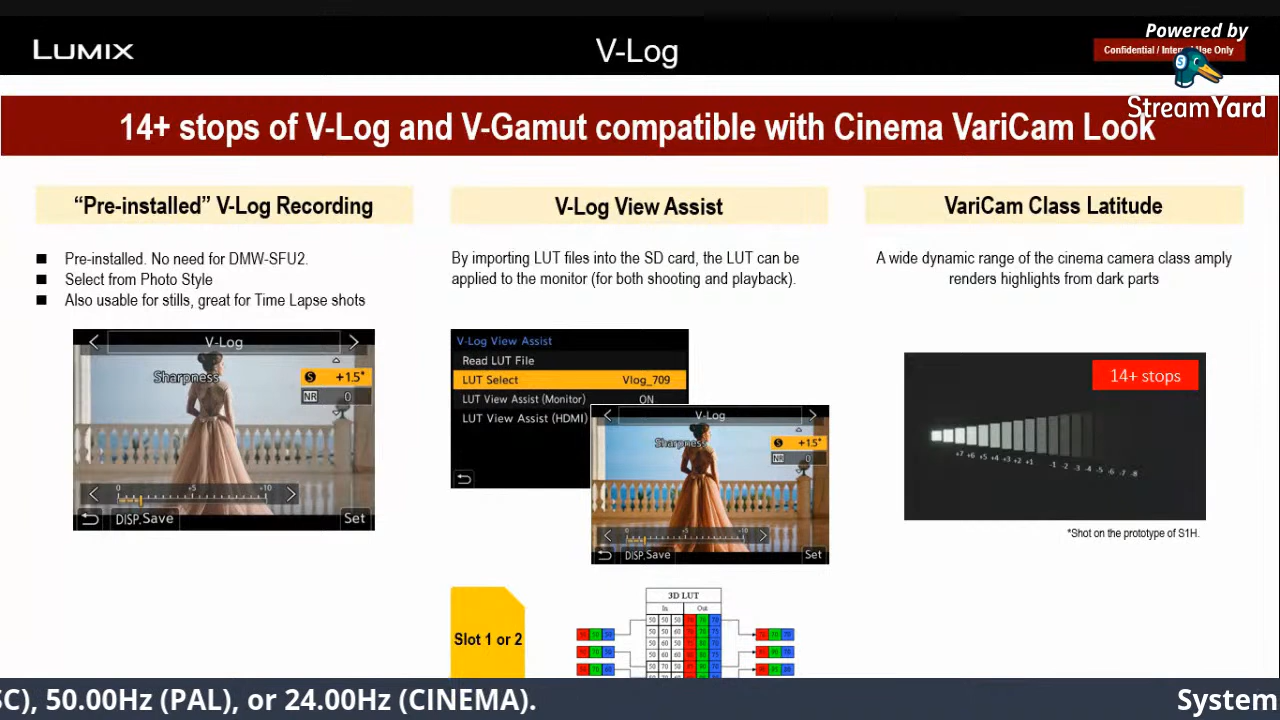 LUMIX
V-Log
Powered by
Confidential / Internal Use Only
StreamYard
14+ stops of V-Log and V-Gamut compatible with Cinema VariCam Look
“Pre-installed” V-Log Recording
■ Pre-installed. No need for DMW-SFU2.
■ Select from Photo Style
■ Also usable for stills, great for Time Lapse shots
V-Log
Sharpness
S +1.5*
NR 0
0 +5 +10
DISP. Save Set
V-Log View Assist
By importing LUT files into the SD card, the LUT can be
applied to the monitor (for both shooting and playback).
V-Log View Assist
Read LUT File
LUT Select Vlog_709
LUT View Assist (Monitor) ON
LUT View Assist (HDMI)
V-Log
Sharpness
S +1.5*
NR 0
0 +5 +10
DISP. Save Set
Slot 1 or 2
3D LUT
In Out
VariCam Class Latitude
A wide dynamic range of the cinema camera class amply
renders highlights from dark parts
14+ stops
+7 +6 +5 +4 +3 +2 +1 -1 -2 -3 -4 -5 -6 -7 -8
*Shot on the prototype of S1H.
SC), 50.00Hz (PAL), or 24.00Hz (CINEMA). System